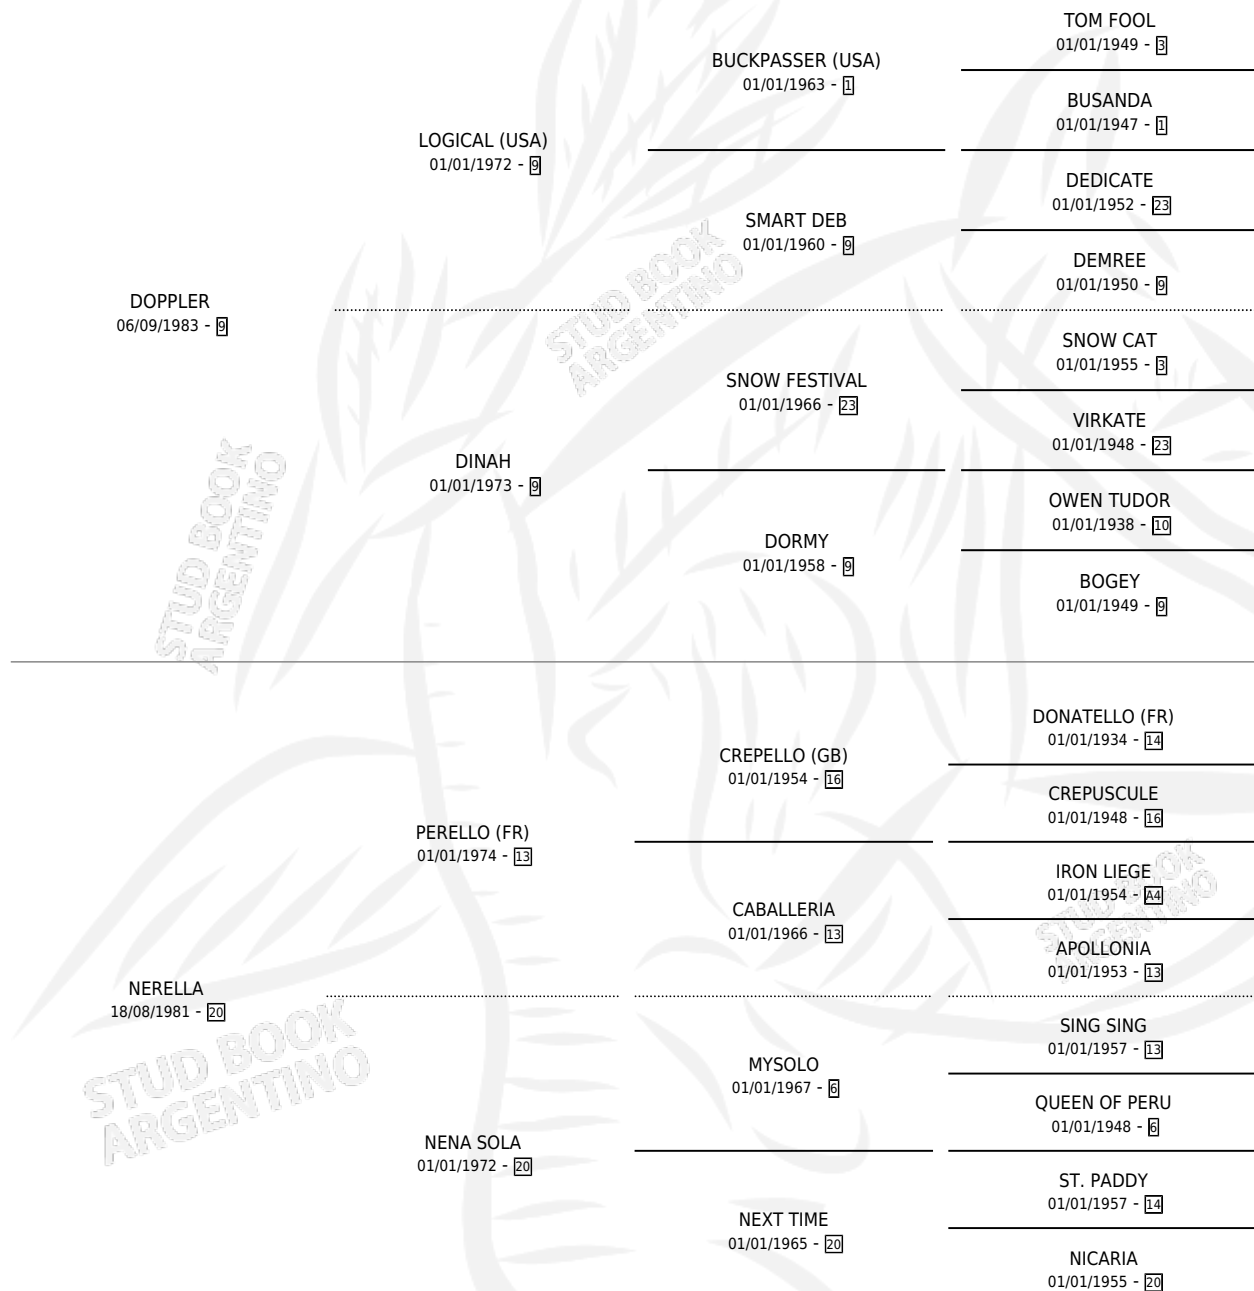 TOM FOOL
01/01/1949 - 3
BUCKPASSER (USA)
01/01/1963 - 1
BUSANDA
01/01/1947 - 1
LOGICAL (USA)
01/01/1972 - 9
DEDICATE
01/01/1952 - 23
SMART DEB
01/01/1960 - 9
DEMREE
01/01/1950 - 9
DOPPLER
06/09/1983 - 9
SNOW CAT
01/01/1955 - 3
SNOW FESTIVAL
01/01/1966 - 23
VIRKATE
01/01/1948 - 23
DINAH
01/01/1973 - 9
OWEN TUDOR
01/01/1938 - 10
DORMY
01/01/1958 - 9
BOGEY
01/01/1949 - 9
DONATELLO (FR)
01/01/1934 - 14
CREPELLO (GB)
01/01/1954 - 16
CREPUSCULE
01/01/1948 - 16
PERELLO (FR)
01/01/1974 - 13
IRON LIEGE
01/01/1954 - A4
CABALLERIA
01/01/1966 - 13
APOLLONIA
01/01/1953 - 13
NERELLA
18/08/1981 - 20
SING SING
01/01/1957 - 13
MYSOLO
01/01/1967 - 6
QUEEN OF PERU
01/01/1948 - 6
NENA SOLA
01/01/1972 - 20
ST. PADDY
01/01/1957 - 14
NEXT TIME
01/01/1965 - 20
NICARIA
01/01/1955 - 20
STUD BOOK
ARGENTINO
STUD BOOK
ARGENTINO
STUD BOOK
ARGENTINO
STUD BOOK
ARGENTINO